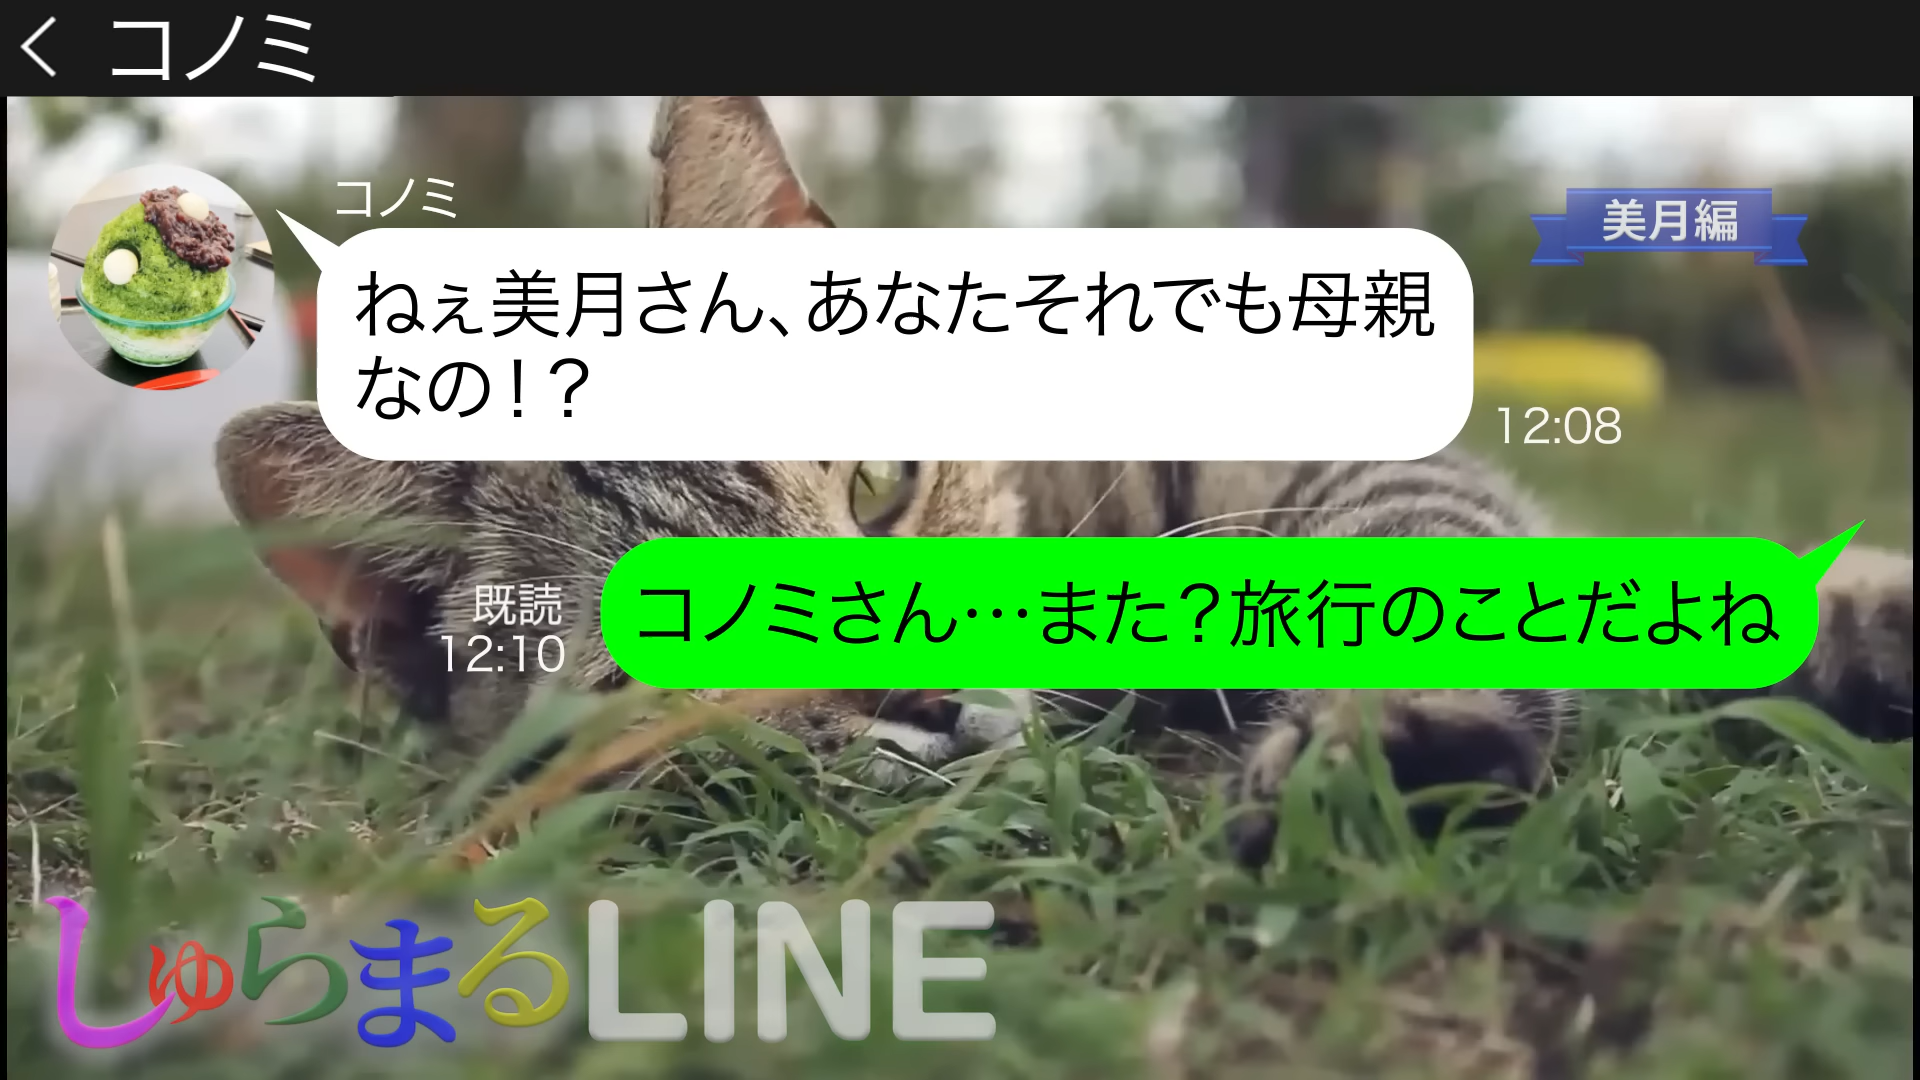 コノミ
コノミ
美月編
ねぇ美月さん、あなたそれでも母親
なの！？
12:08
コノミさん…また？旅行のことだよね
既読
12:10
しゅらまるLINE